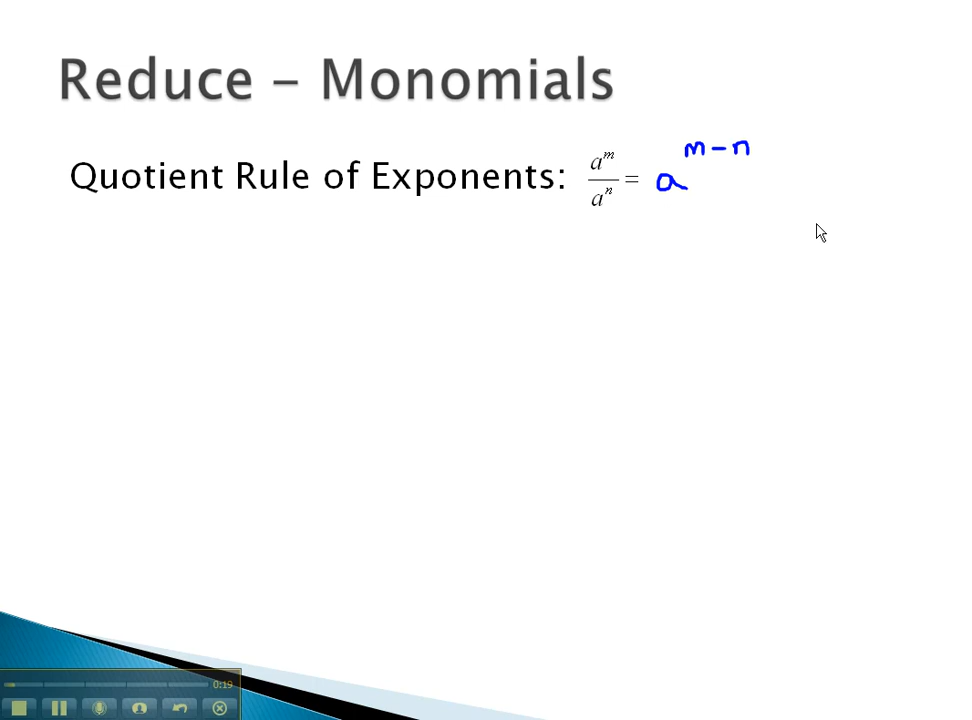 Reduce - Monomials
Quotient Rule of Exponents: a^m/a^n = a^(m-n)
0:19